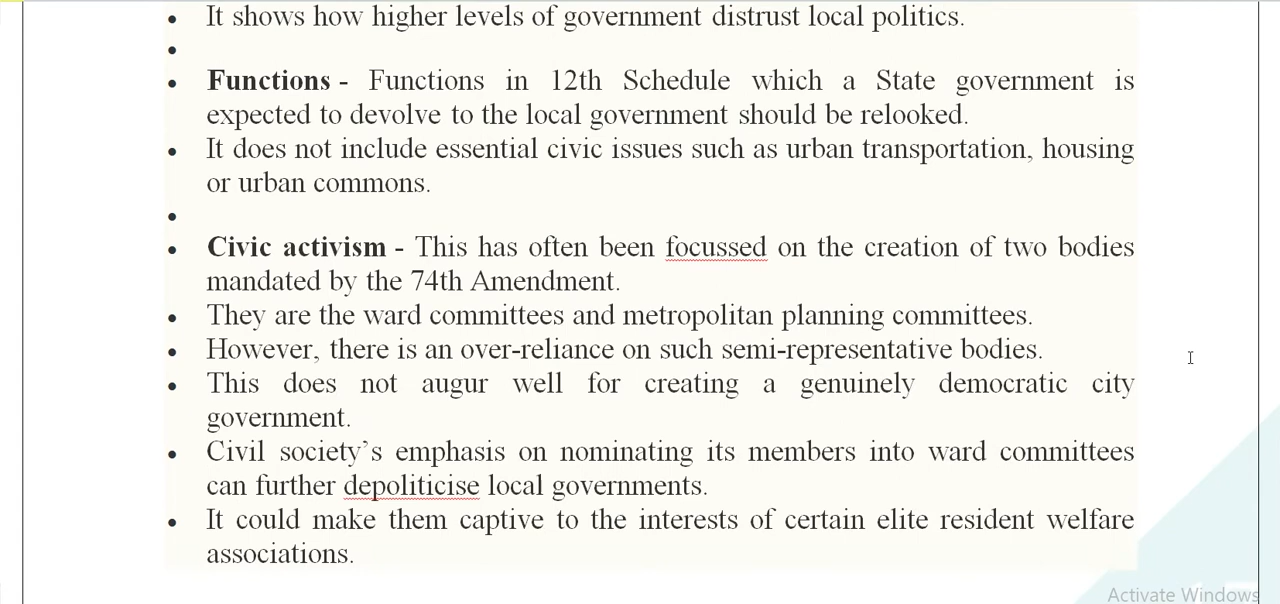 • It shows how higher levels of government distrust local politics.
•
• Functions - Functions in 12th Schedule which a State government is
expected to devolve to the local government should be relooked.
• It does not include essential civic issues such as urban transportation, housing
or urban commons.
•
• Civic activism - This has often been focussed on the creation of two bodies
mandated by the 74th Amendment.
• They are the ward committees and metropolitan planning committees.
• However, there is an over-reliance on such semi-representative bodies.
• This does not augur well for creating a genuinely democratic city
government.
• Civil society’s emphasis on nominating its members into ward committees
can further depoliticise local governments.
• It could make them captive to the interests of certain elite resident welfare
associations.
Activate Windows